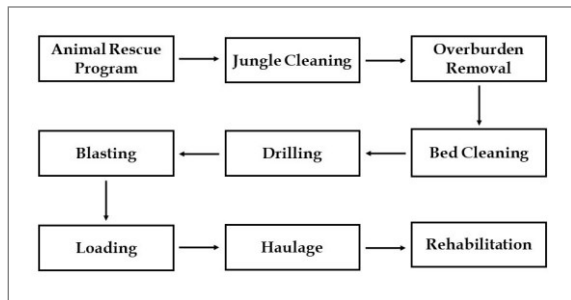 Animal Rescue
Program
Jungle Cleaning
Overburden
Removal
Bed Cleaning
Drilling
Blasting
Loading
Haulage
Rehabilitation